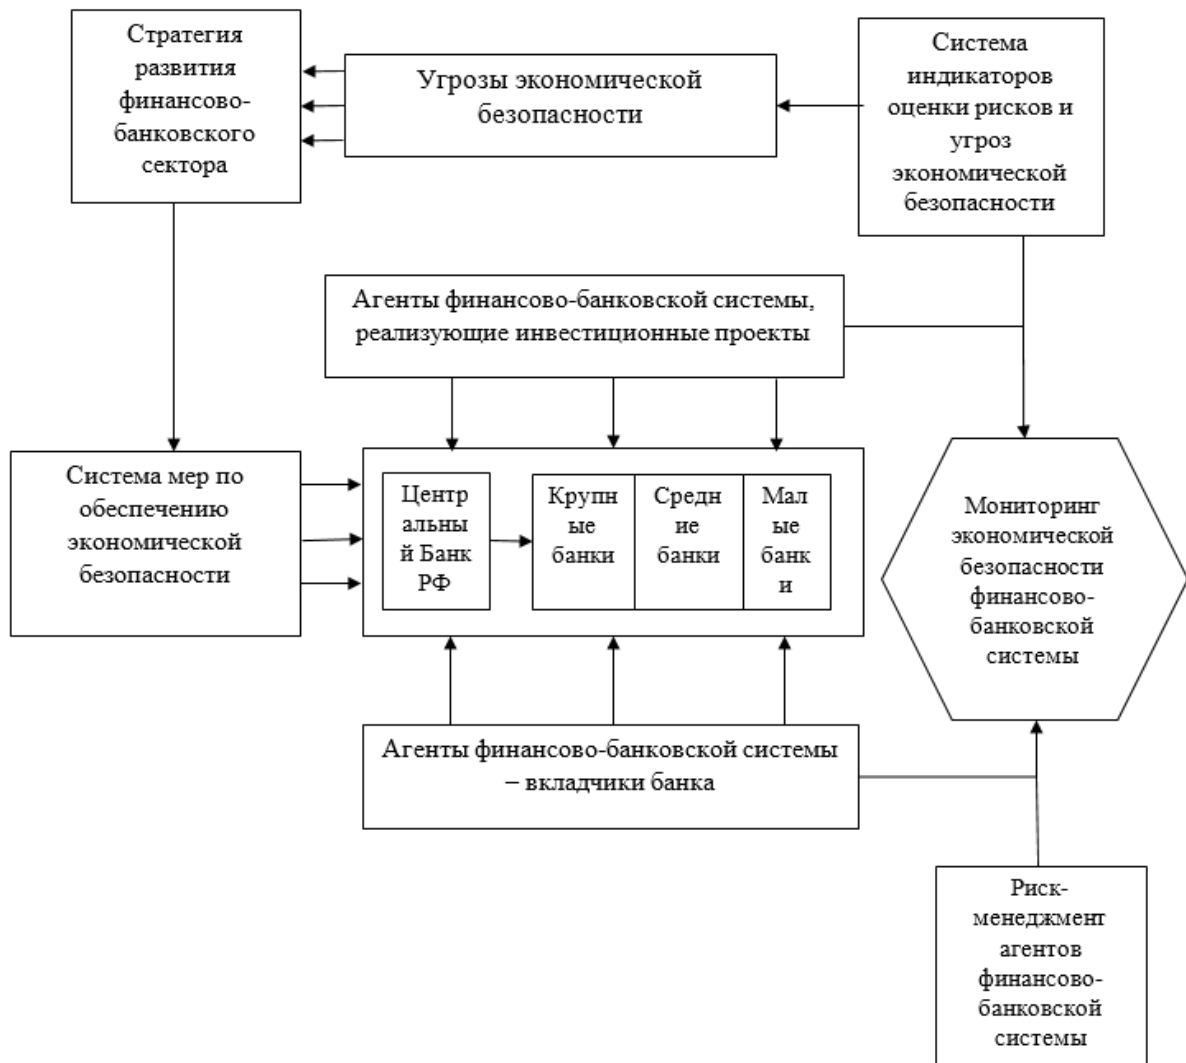 Стратегия
развития
финансово-
банковского
сектора
Угрозы экономической
безопасности
Система
индикаторов
оценки рисков и
угроз
экономической
безопасности
Агенты финансово-банковской системы,
реализующие инвестиционные проекты
Система мер по
обеспечению
экономической
безопасности
Центр
альны
й Банк
РФ
Крупн
ые
банки
Средн
ие
банки
Мал
ые
банк
и
Мониторинг
экономической
безопасности
финансово-
банковской
системы
Агенты финансово-банковской системы
– вкладчики банка
Риск-
менеджмент
агентов
финансово-
банковской
системы